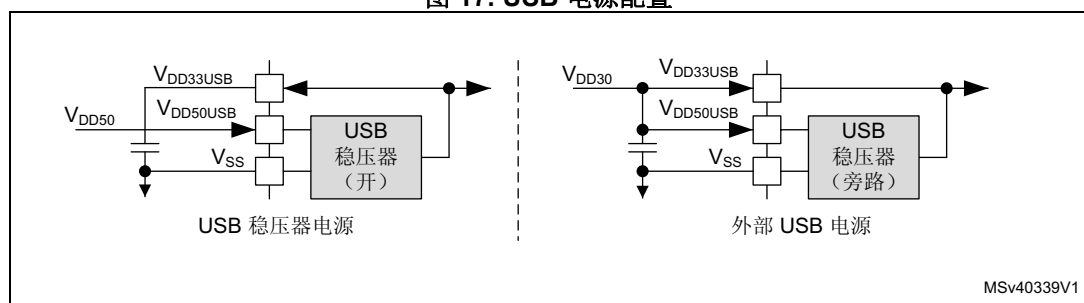 图 17. USB 电源配置
VDD33USB
VDD50
VDD50USB
VSS
USB
稳压器
（开）
USB 稳压器电源
VDD30
VDD33USB
VDD50USB
VSS
USB
稳压器
（旁路）
外部 USB 电源
MSv40339V1